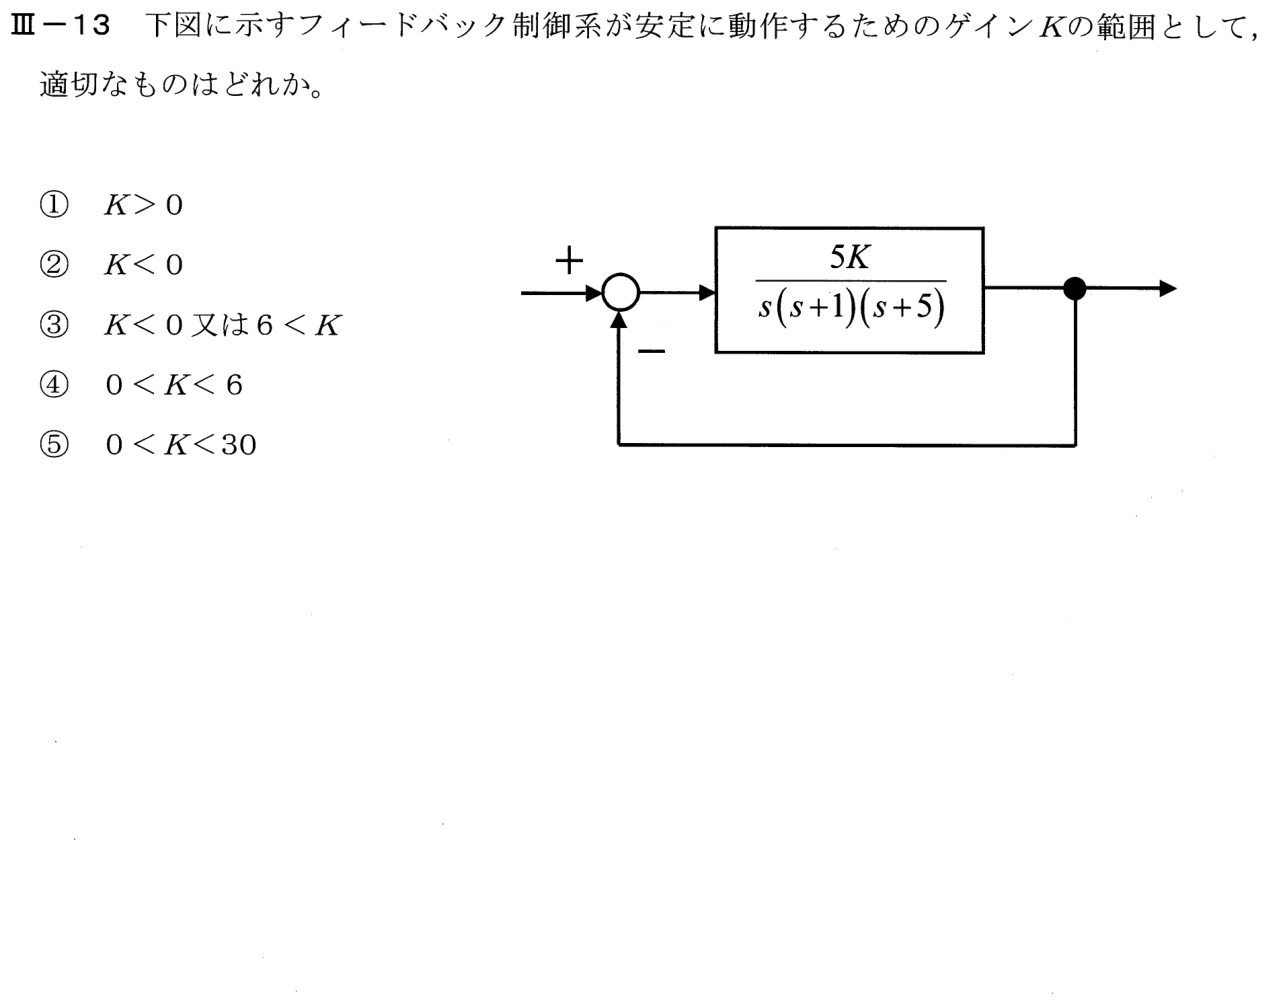 Ⅲ－13　下図に示すフィードバック制御系が安定に動作するためのゲインKの範囲として，
適切なものはどれか。
①　K＞0
②　K＜0
③　K＜0又は6＜K
④　0＜K＜6
⑤　0＜K＜30
＋
5K
s(s+1)(s+5)
－